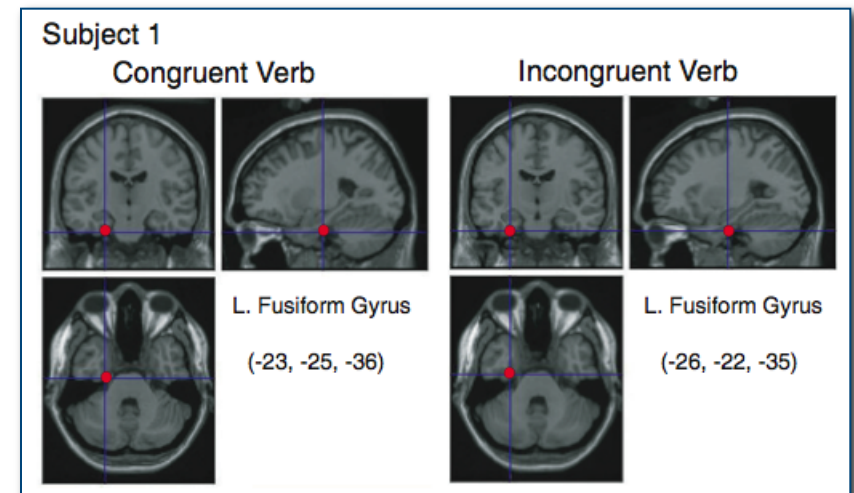 Subject 1
Congruent Verb
Incongruent Verb
L. Fusiform Gyrus
(-23, -25, -36)
L. Fusiform Gyrus
(-26, -22, -35)